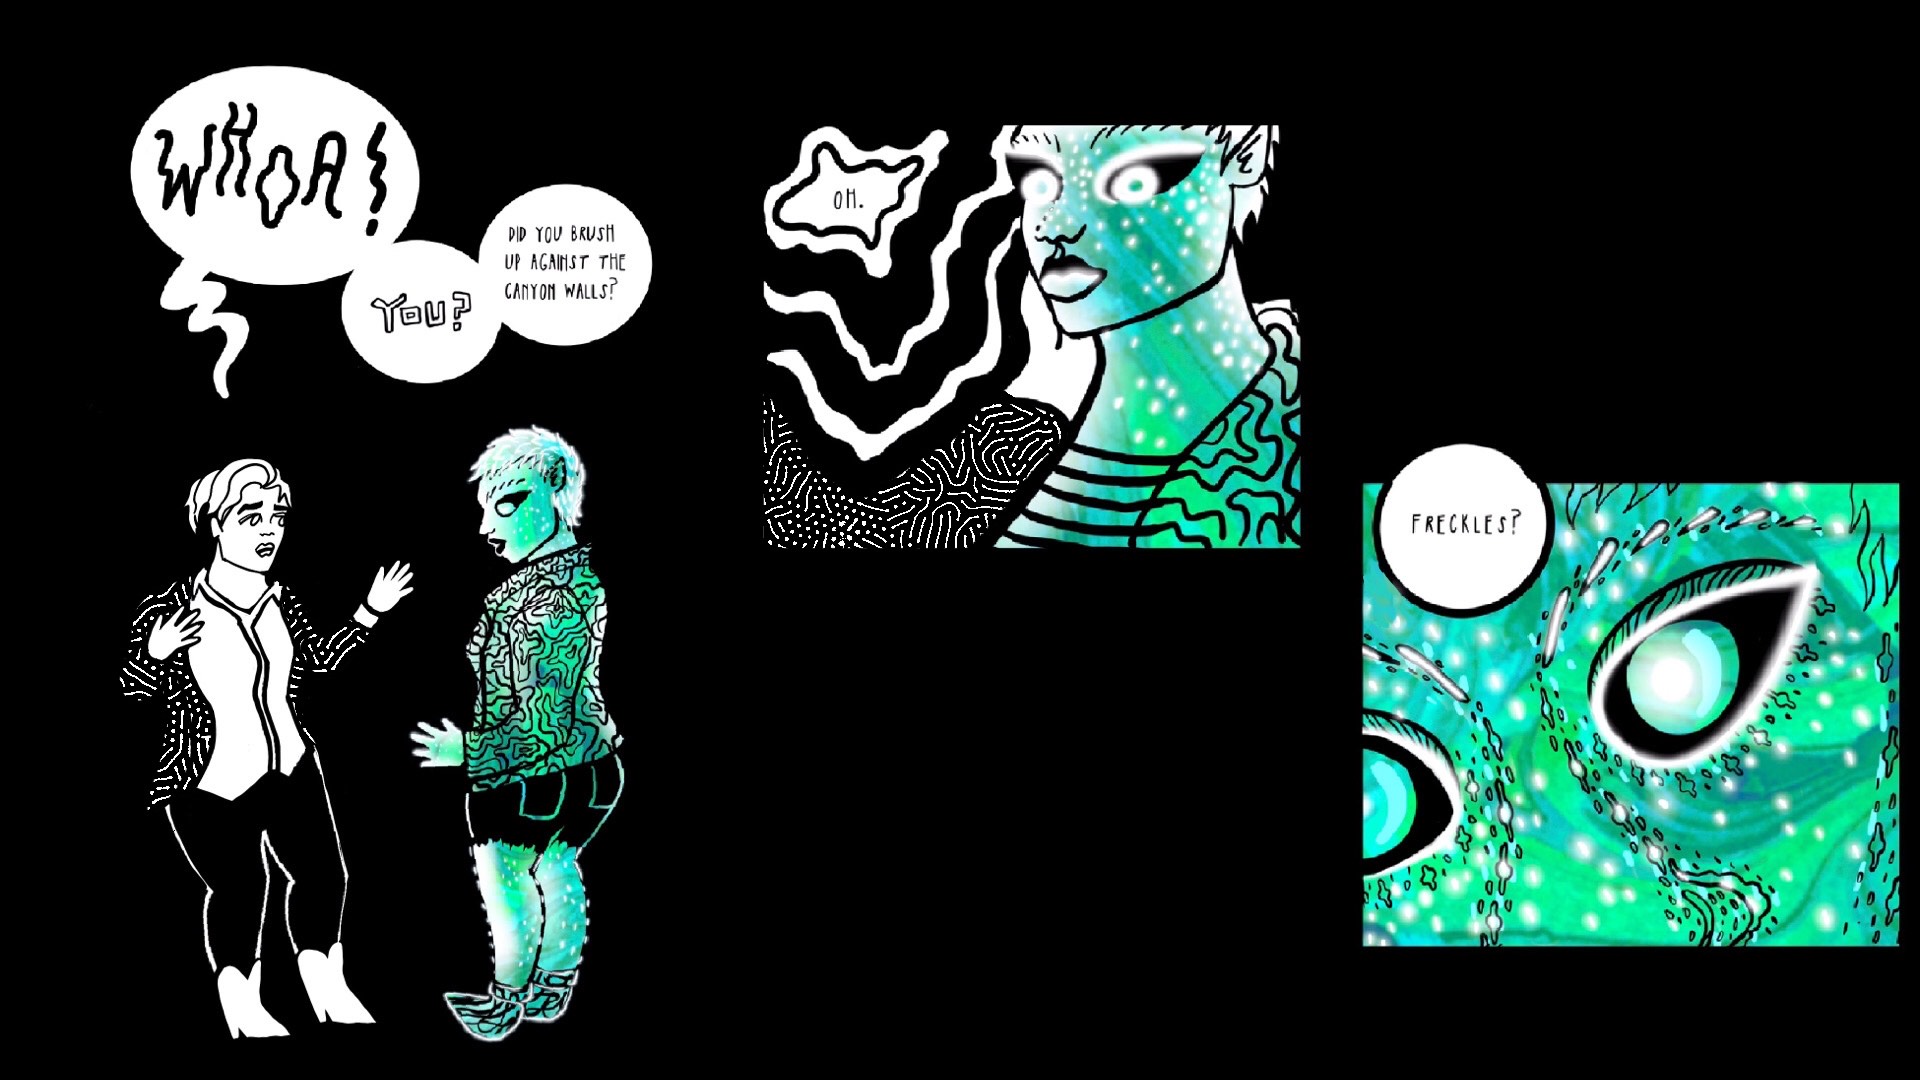 WHOA!
YOU?
DID YOU BRUSH
UP AGAINST THE
CANYON WALLS?
OH.
FRECKLES?